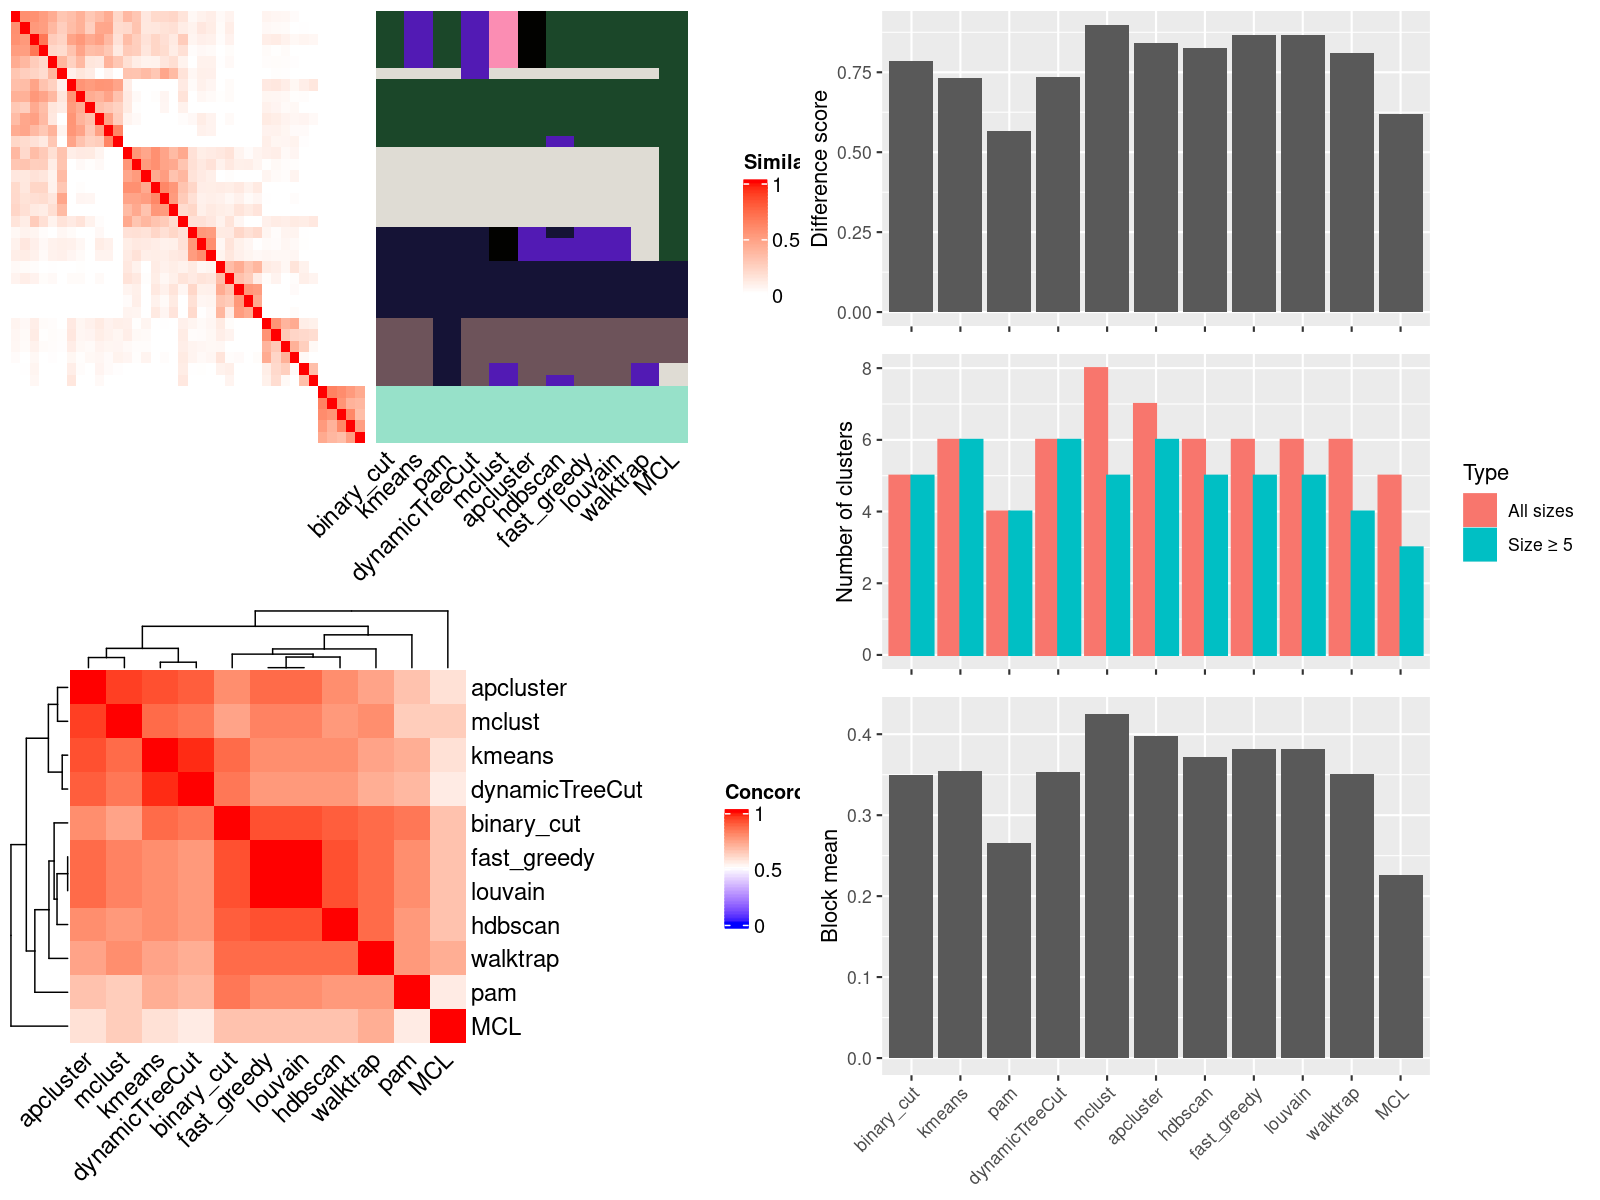 Simila
1
0.5
0
binary_cut
kmeans
pam
dynamicTreeCut
mclust
apcluster
hdbscan
fast_greedy
louvain
walktrap
MCL
apcluster
mclust
kmeans
dynamicTreeCut
binary_cut
fast_greedy
louvain
hdbscan
walktrap
pam
MCL
Concord
1
0.5
0
apcluster
mclust
kmeans
dynamicTreeCut
binary_cut
fast_greedy
louvain
hdbscan
walktrap
pam
MCL
Difference score
0.75
0.50
0.25
0.00
Number of clusters
8
6
4
2
0
Type
All sizes
Size ≥ 5
Block mean
0.4
0.3
0.2
0.1
0.0
binary_cut
kmeans
pam
dynamicTreeCut
mclust
apcluster
hdbscan
fast_greedy
louvain
walktrap
MCL